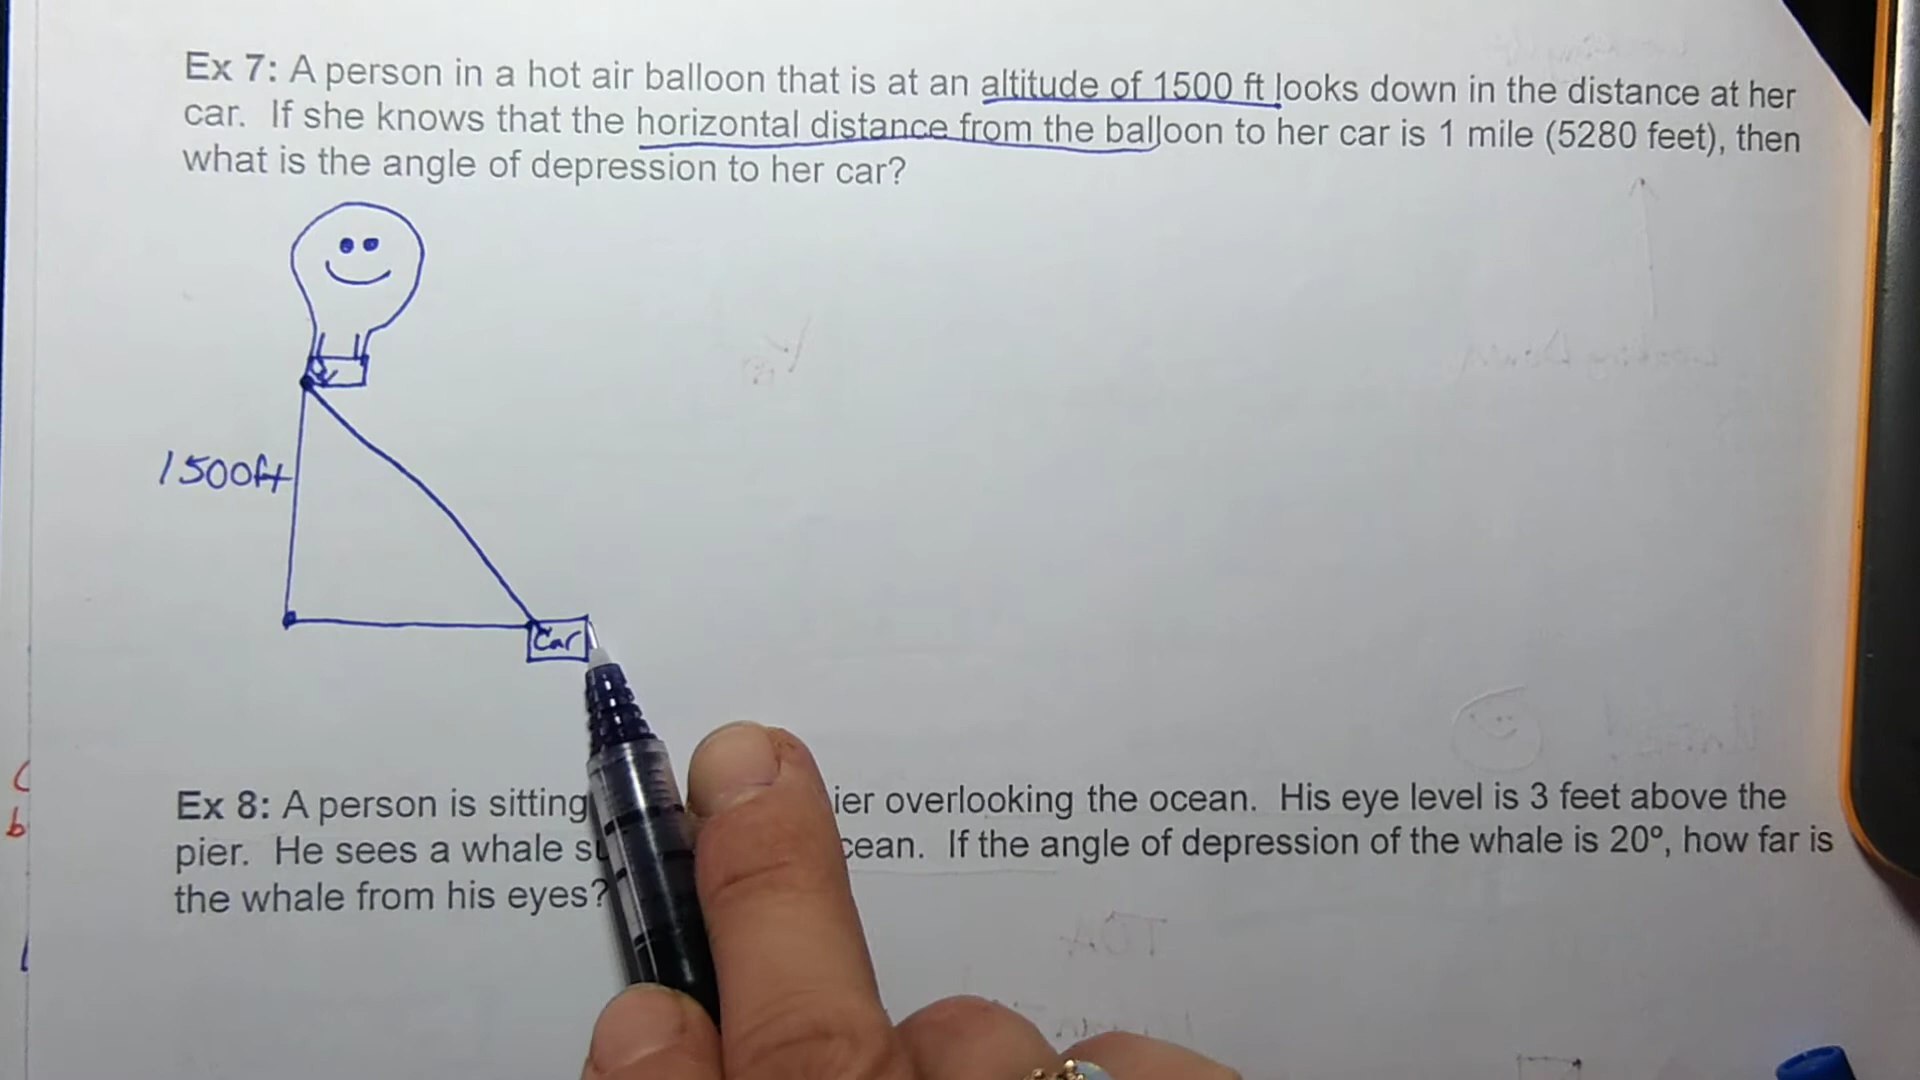 Ex 7: A person in a hot air balloon that is at an altitude of 1500 ft looks down in the distance at her
car. If she knows that the horizontal distance from the balloon to her car is 1 mile (5280 feet), then
what is the angle of depression to her car?
1500ft
Car
Ex 8: A person is sitting ier overlooking the ocean. His eye level is 3 feet above the
pier. He sees a whale su cean. If the angle of depression of the whale is 20º, how far is
the whale from his eyes?
b